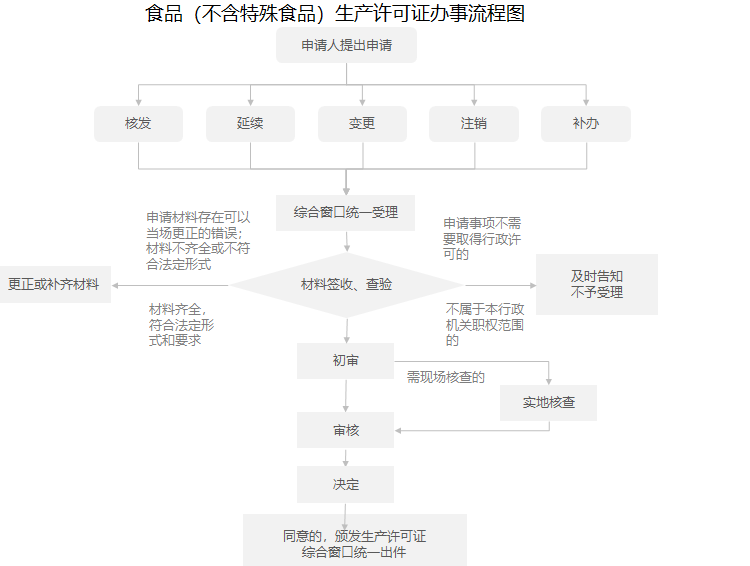 食品（不含特殊食品）生产许可证办事流程图
申请人提出申请
核发
延续
变更
注销
补办
综合窗口统一受理
申请材料存在可以
当场更正的错误；
材料不齐全或不符
合法定形式
申请事项不需
要取得行政许
可的
更正或补齐材料
材料签收、查验
及时告知
不予受理
材料齐全，
符合法定形
式和要求
不属于本行政
机关职权范围
的
初审
需现场核查的
实地核查
审核
决定
同意的，颁发生产许可证
综合窗口统一出件